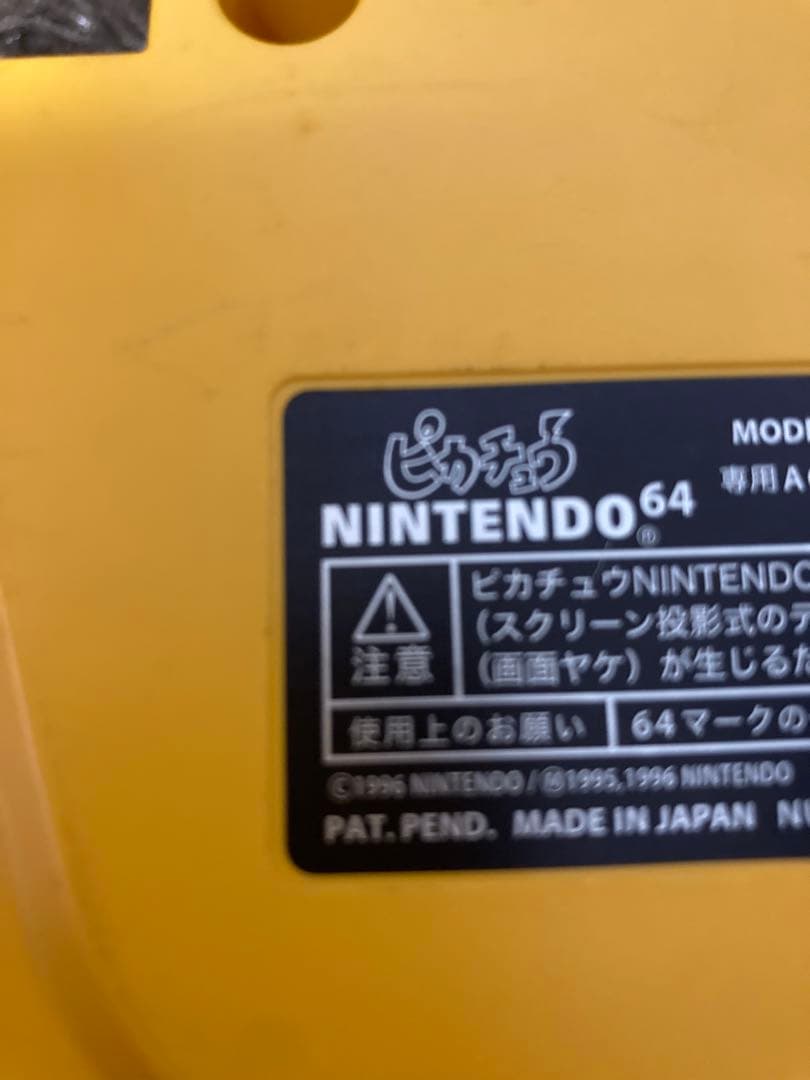 ピカチュウ
NINTENDO64®
MODE
専用A
⚠
注意
ピカチュウNINTENDO
(スクリーン投影式のテ
(画面ヤケ)が生じるた
使用上のお願い
64マークの
©1996 NINTENDO/Ⓜ1995,1996 NINTENDO
PAT.PEND. MADE IN JAPAN NU